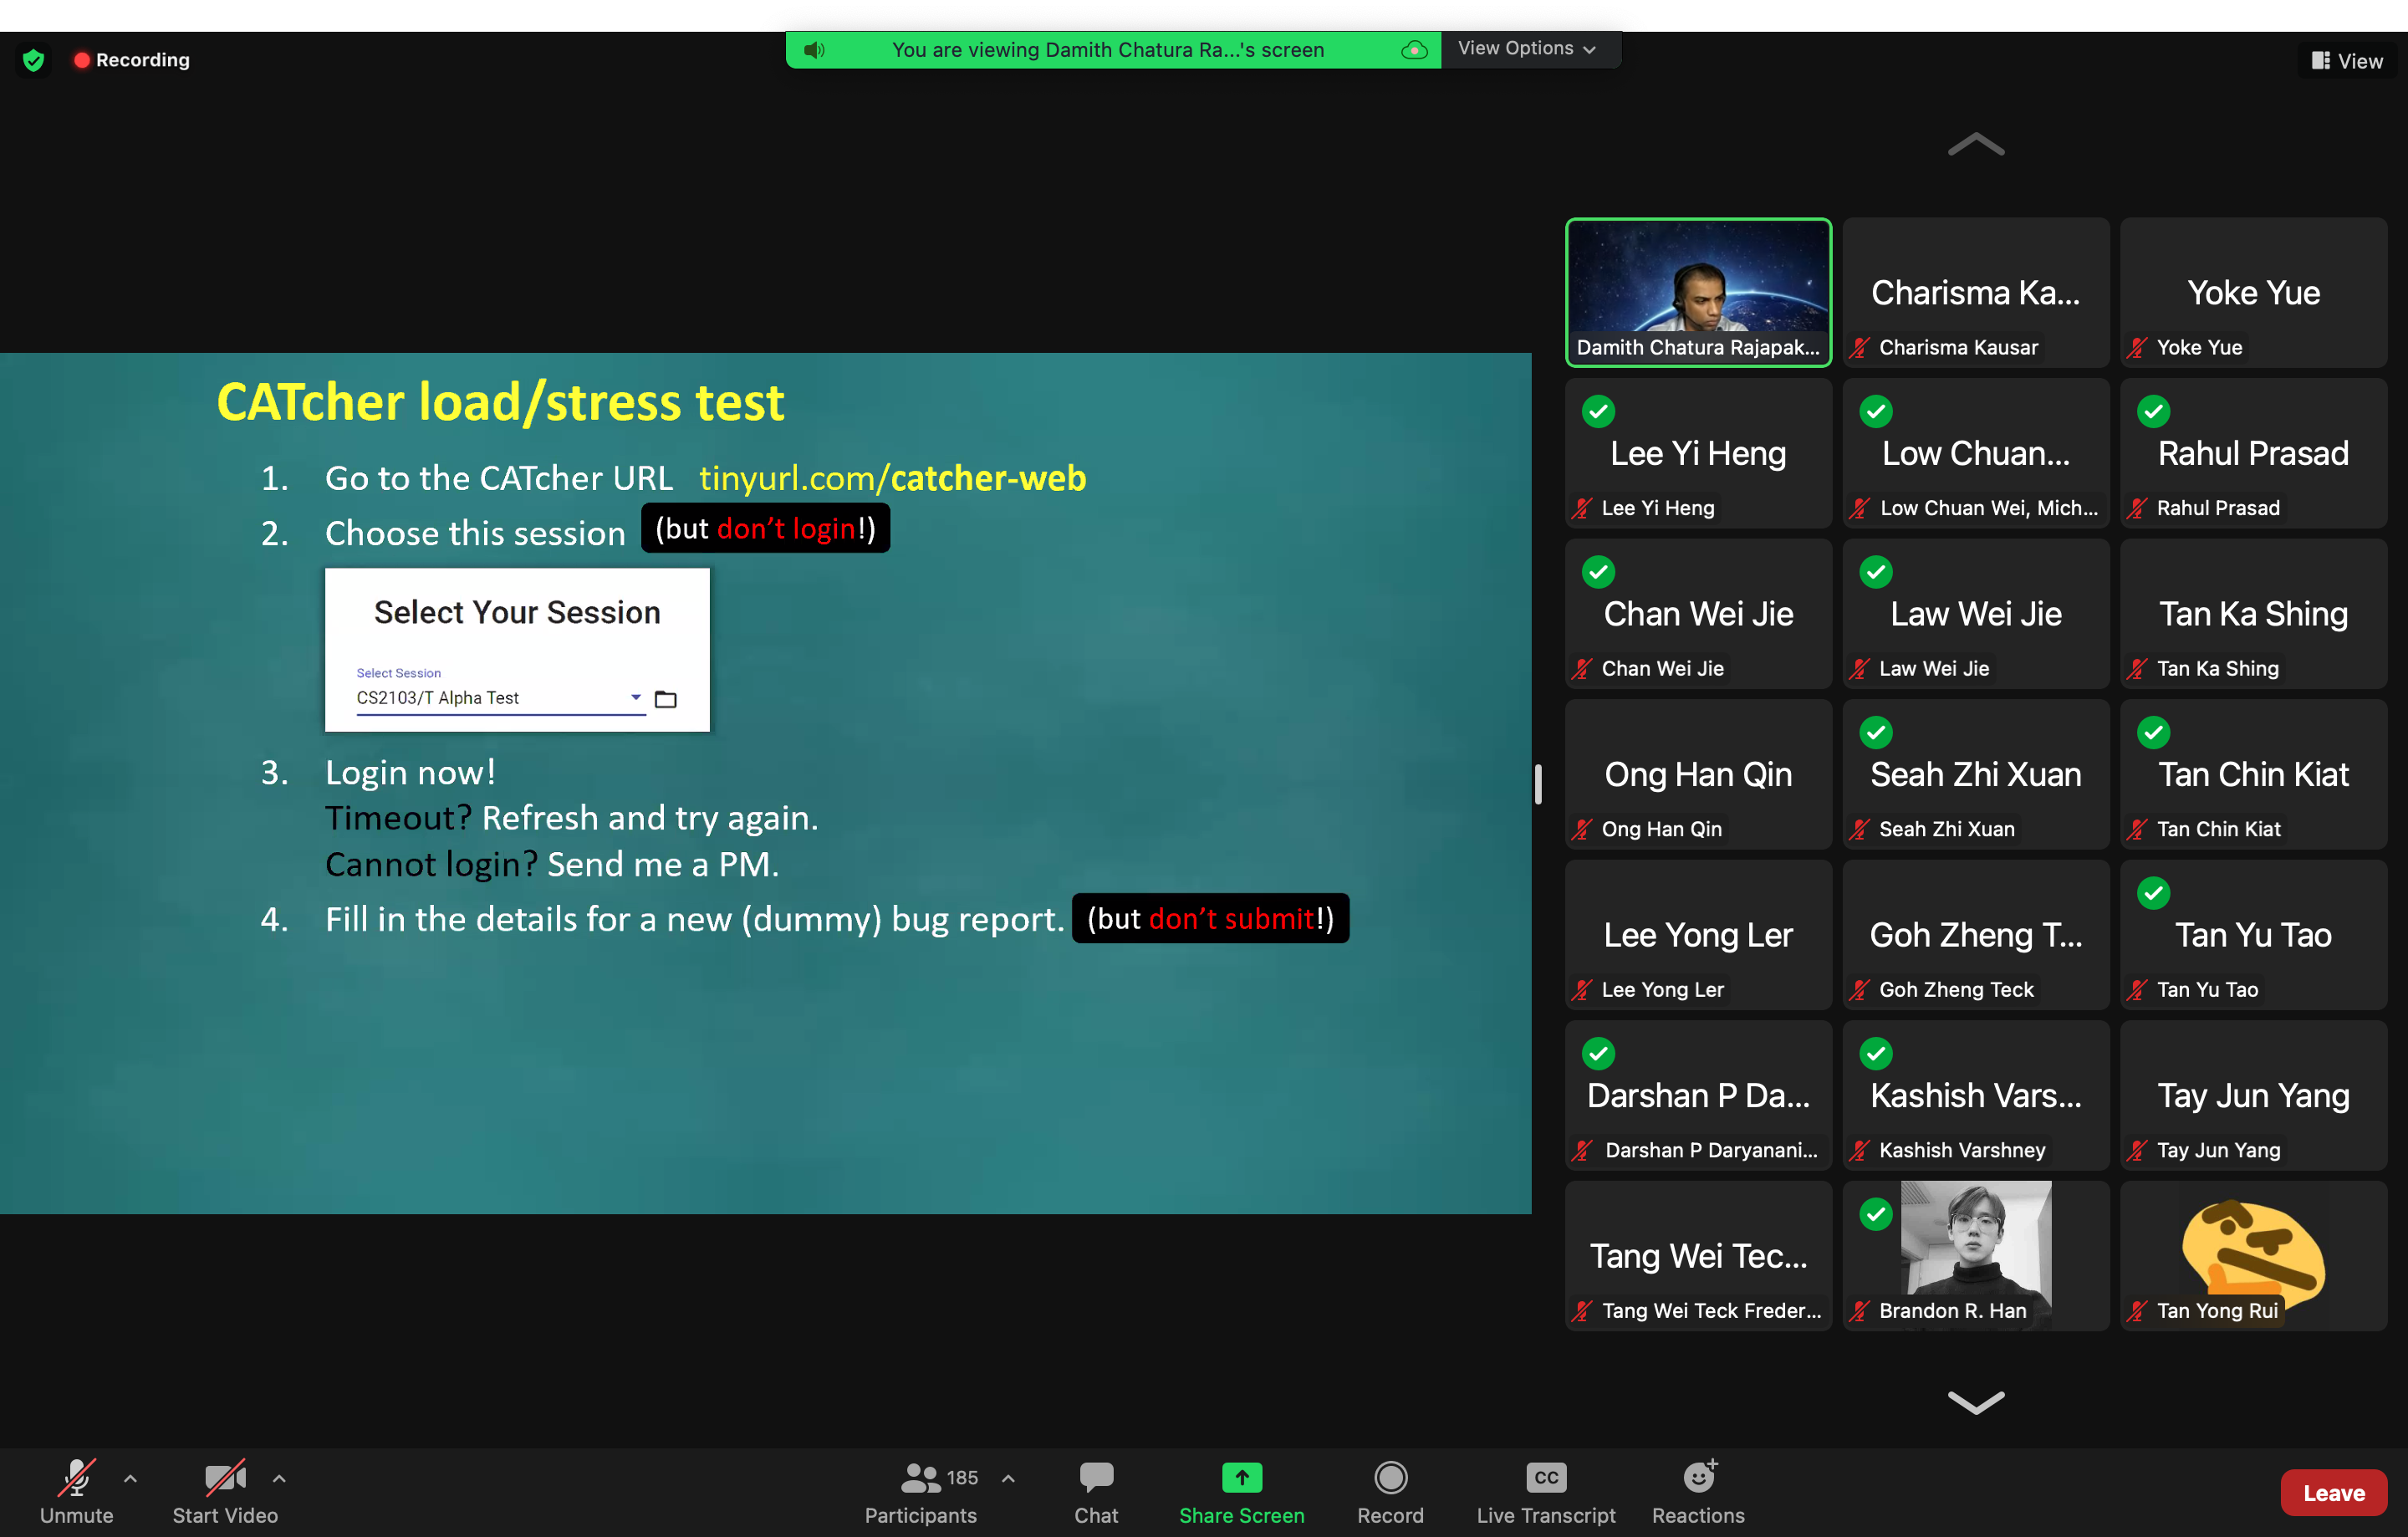 Recording
You are viewing Damith Chatura Ra...'s screen
View Options
View
CATcher load/stress test
1. Go to the CATcher URL tinyurl.com/catcher-web
2. Choose this session (but don't login!)
Select Your Session
Select Session
CS2103/T Alpha Test
3. Login now!
Timeout? Refresh and try again.
Cannot login? Send me a PM.
4. Fill in the details for a new (dummy) bug report. (but don't submit!)
Damith Chatura Rajapak...
Charisma Ka...
Charisma Kausar
Yoke Yue
Yoke Yue
Lee Yi Heng
Lee Yi Heng
Low Chuan...
Low Chuan Wei, Mich...
Rahul Prasad
Rahul Prasad
Chan Wei Jie
Chan Wei Jie
Law Wei Jie
Law Wei Jie
Tan Ka Shing
Tan Ka Shing
Ong Han Qin
Ong Han Qin
Seah Zhi Xuan
Seah Zhi Xuan
Tan Chin Kiat
Tan Chin Kiat
Lee Yong Ler
Lee Yong Ler
Goh Zheng T...
Goh Zheng Teck
Tan Yu Tao
Tan Yu Tao
Darshan P Da...
Darshan P Daryanani...
Kashish Vars...
Kashish Varshney
Tay Jun Yang
Tay Jun Yang
Tang Wei Tec...
Tang Wei Teck Freder...
Brandon R. Han
Tan Yong Rui
Unmute
Start Video
185
Participants
Chat
Share Screen
Record
CC
Live Transcript
Reactions
Leave